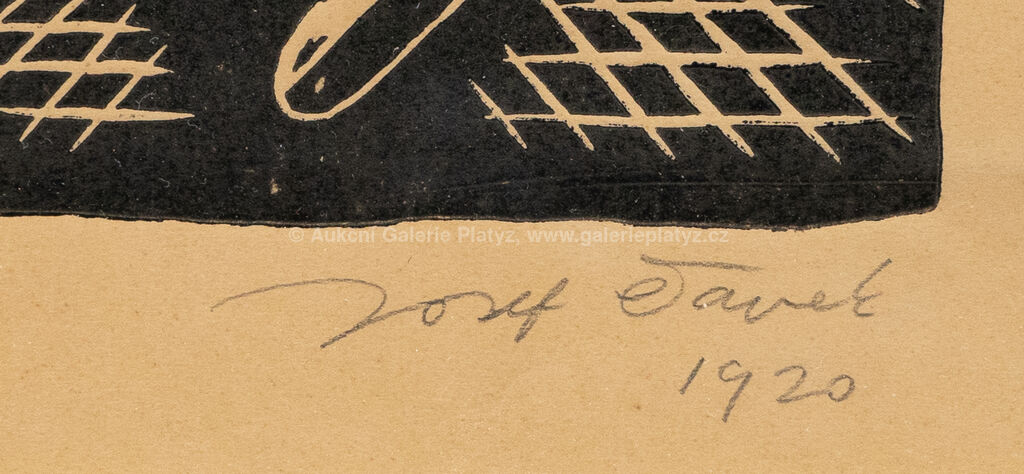 © Aukční Galerie Platýz, www.galerieplatyz.cz
Josef Čapek
1920